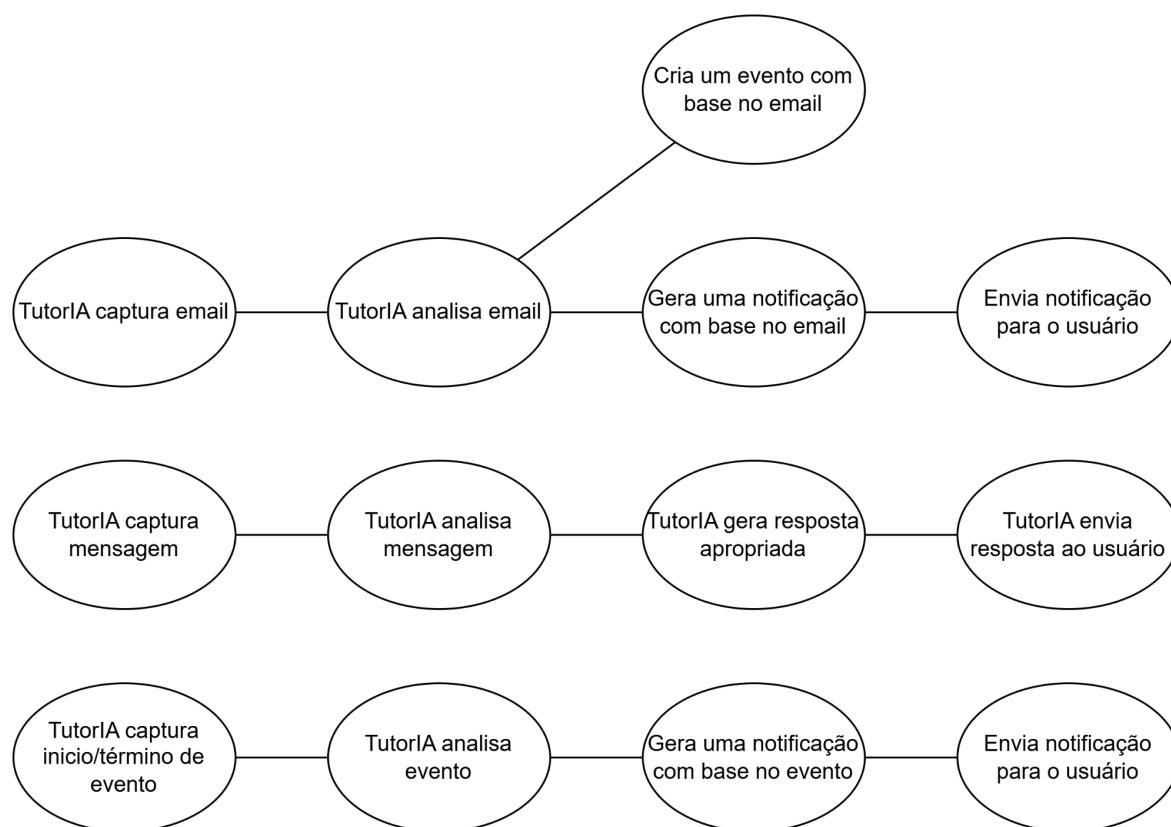 Cria um evento com
base no email
TutorIA captura email
TutorIA analisa email
Gera uma notificação
com base no email
Envia notificação
para o usuário
TutorIA captura
mensagem
TutorIA analisa
mensagem
TutorIA gera resposta
apropriada
TutorIA envia
resposta ao usuário
TutorIA captura
inicio/término de
evento
TutorIA analisa
evento
Gera uma notificação
com base no evento
Envia notificação
para o usuário